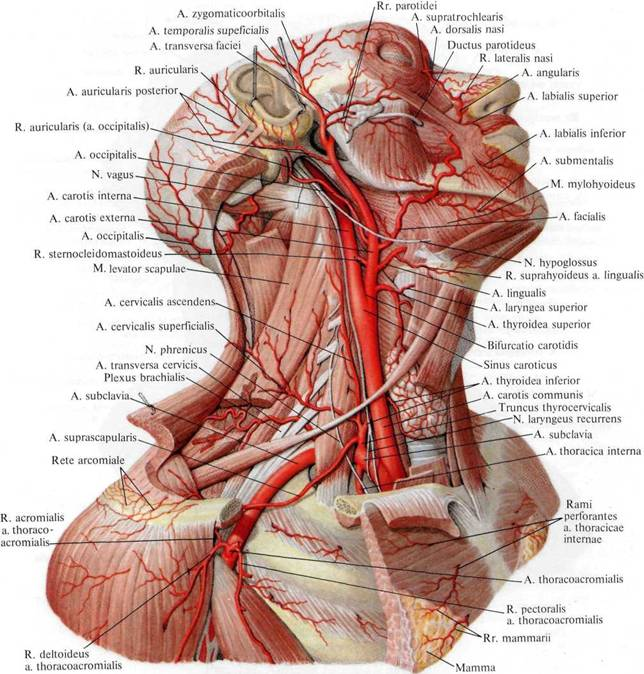 A. zygomaticoorbitalis
A. temporalis supeficialis
A. transversa faciei
R. auricularis
A. auricularis posterior
R. auricularis (a. occipitalis)
A. occipitalis
N. vagus
A. carotis interna
A. carotis externa
A. occipitalis
R. sternocleidomastoideus
M. levator scapulae
A. cervicalis ascendens
A. cervicalis superficialis
N. phrenicus
A. transversa cervicis
Plexus brachialis
A. subclavia
A. suprascapularis
Rete arcomiale
R. acromialis
a. thoraco-
acromialis
R. deltoideus
a. thoracoacromialis
Rr. parotidei
A. supratrochlearis
A. dorsalis nasi
Ductus parotideus
R. lateralis nasi
A. angularis
A. labialis superior
A. labialis inferior
A. submentalis
M. mylohyoideus
A. facialis
N. hypoglossus
R. suprahyoideus a. lingualis
A. lingualis
A. laryngea superior
A. thyroidea superior
Bifurcatio carotidis
Sinus caroticus
A. thyroidea inferior
A. carotis communis
Truncus thyrocervicalis
N. laryngeus recurrens
A. subclavia
A. thoracica interna
Rami
perforantes
a. thoracicae
internae
A. thoracoacromialis
R. pectoralis
a. thoracoacromialis
Rr. mammarii
Mamma